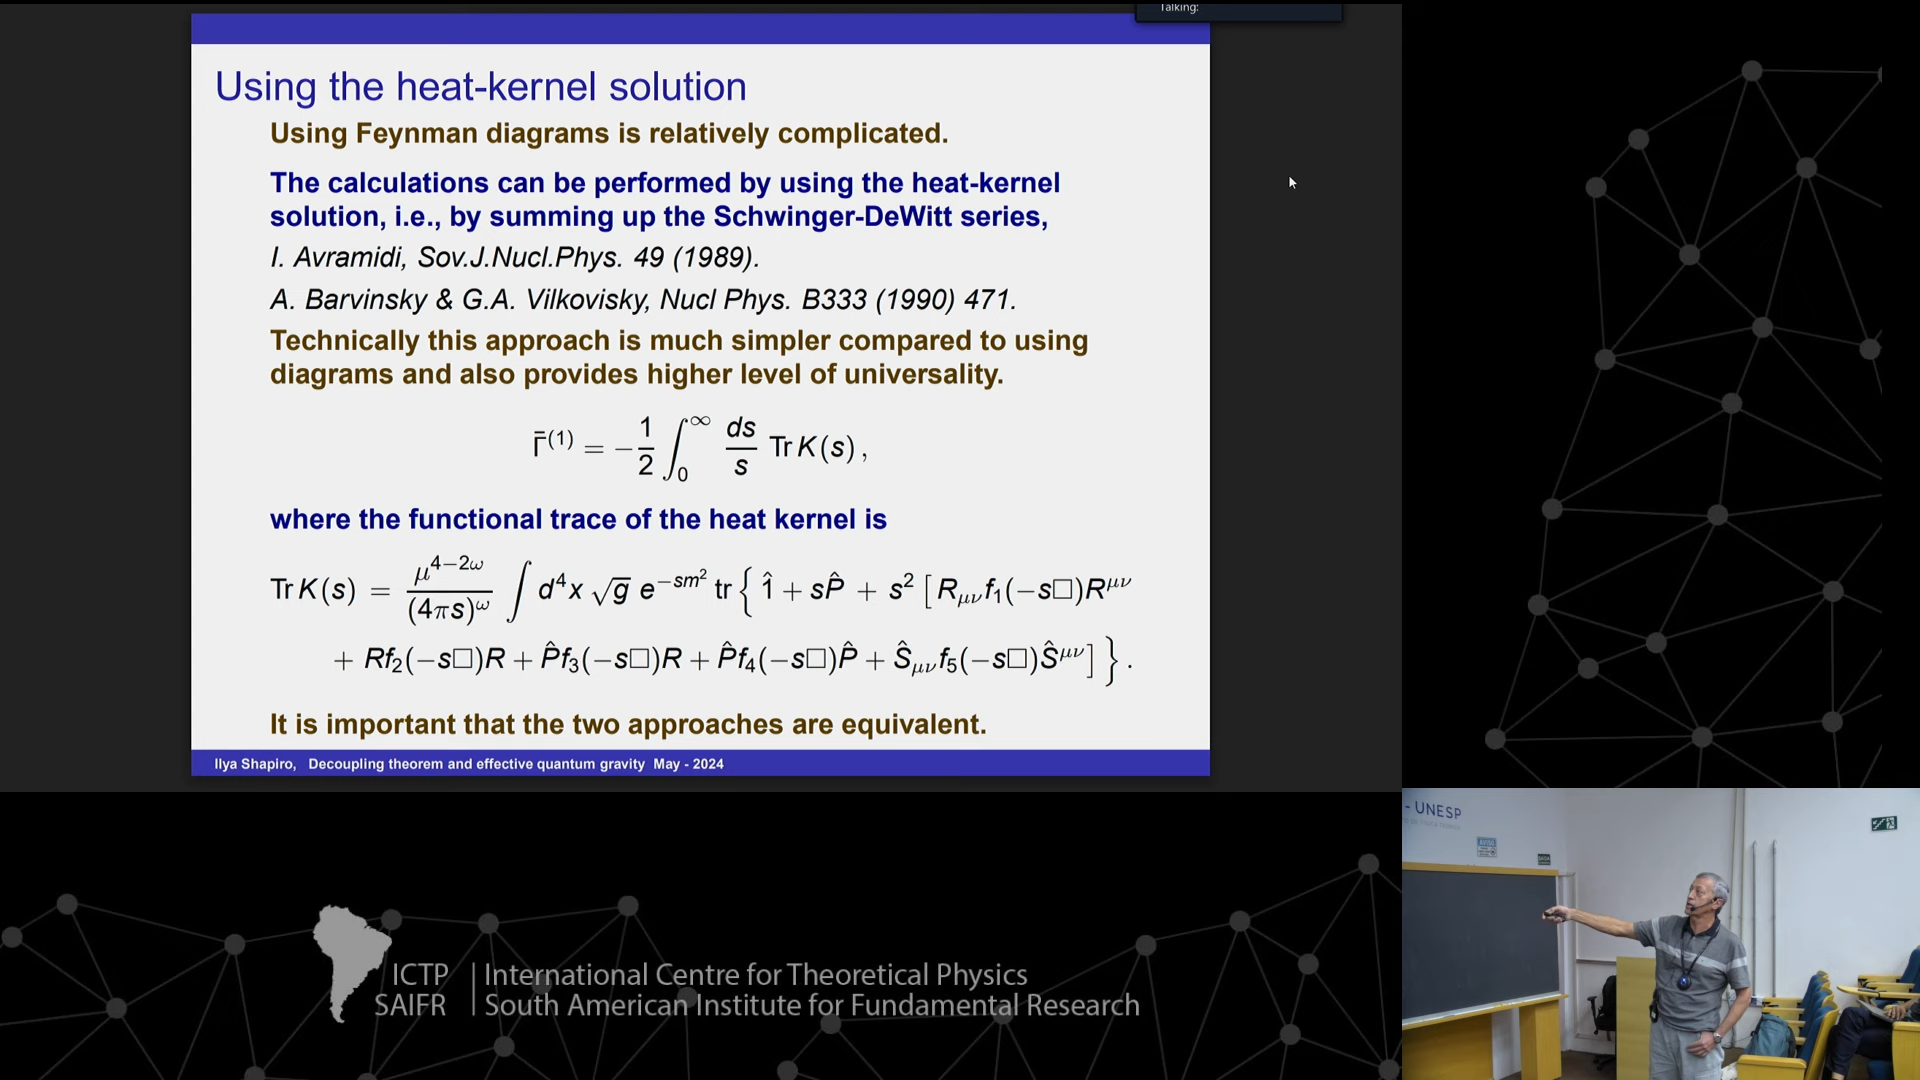 Talking:
Using the heat-kernel solution
Using Feynman diagrams is relatively complicated.
The calculations can be performed by using the heat-kernel
solution, i.e., by summing up the Schwinger-DeWitt series,
I. Avramidi, Sov.J.Nucl.Phys. 49 (1989).
A. Barvinsky & G.A. Vilkovisky, Nucl Phys. B333 (1990) 471.
Technically this approach is much simpler compared to using
diagrams and also provides higher level of universality.
Γ̄⁽¹⁾ = −1/2 ∫₀^∞ ds/s Tr K(s),
where the functional trace of the heat kernel is
Tr K(s) = μ^{4−2ω}/(4πs)^ω ∫ d⁴x √g e^{−sm²} tr { 1̂ + sP̂ + s² [ R_{μν}f₁(−s□)R^{μν}
+ Rf₂(−s□)R + P̂f₃(−s□)R + P̂f₄(−s□)P̂ + Ŝ_{μν}f₅(−s□)Ŝ^{μν} ] } .
It is important that the two approaches are equivalent.
Ilya Shapiro, Decoupling theorem and effective quantum gravity May - 2024
- UNESP
ICTP | International Centre for Theoretical Physics
SAIFR | South American Institute for Fundamental Research